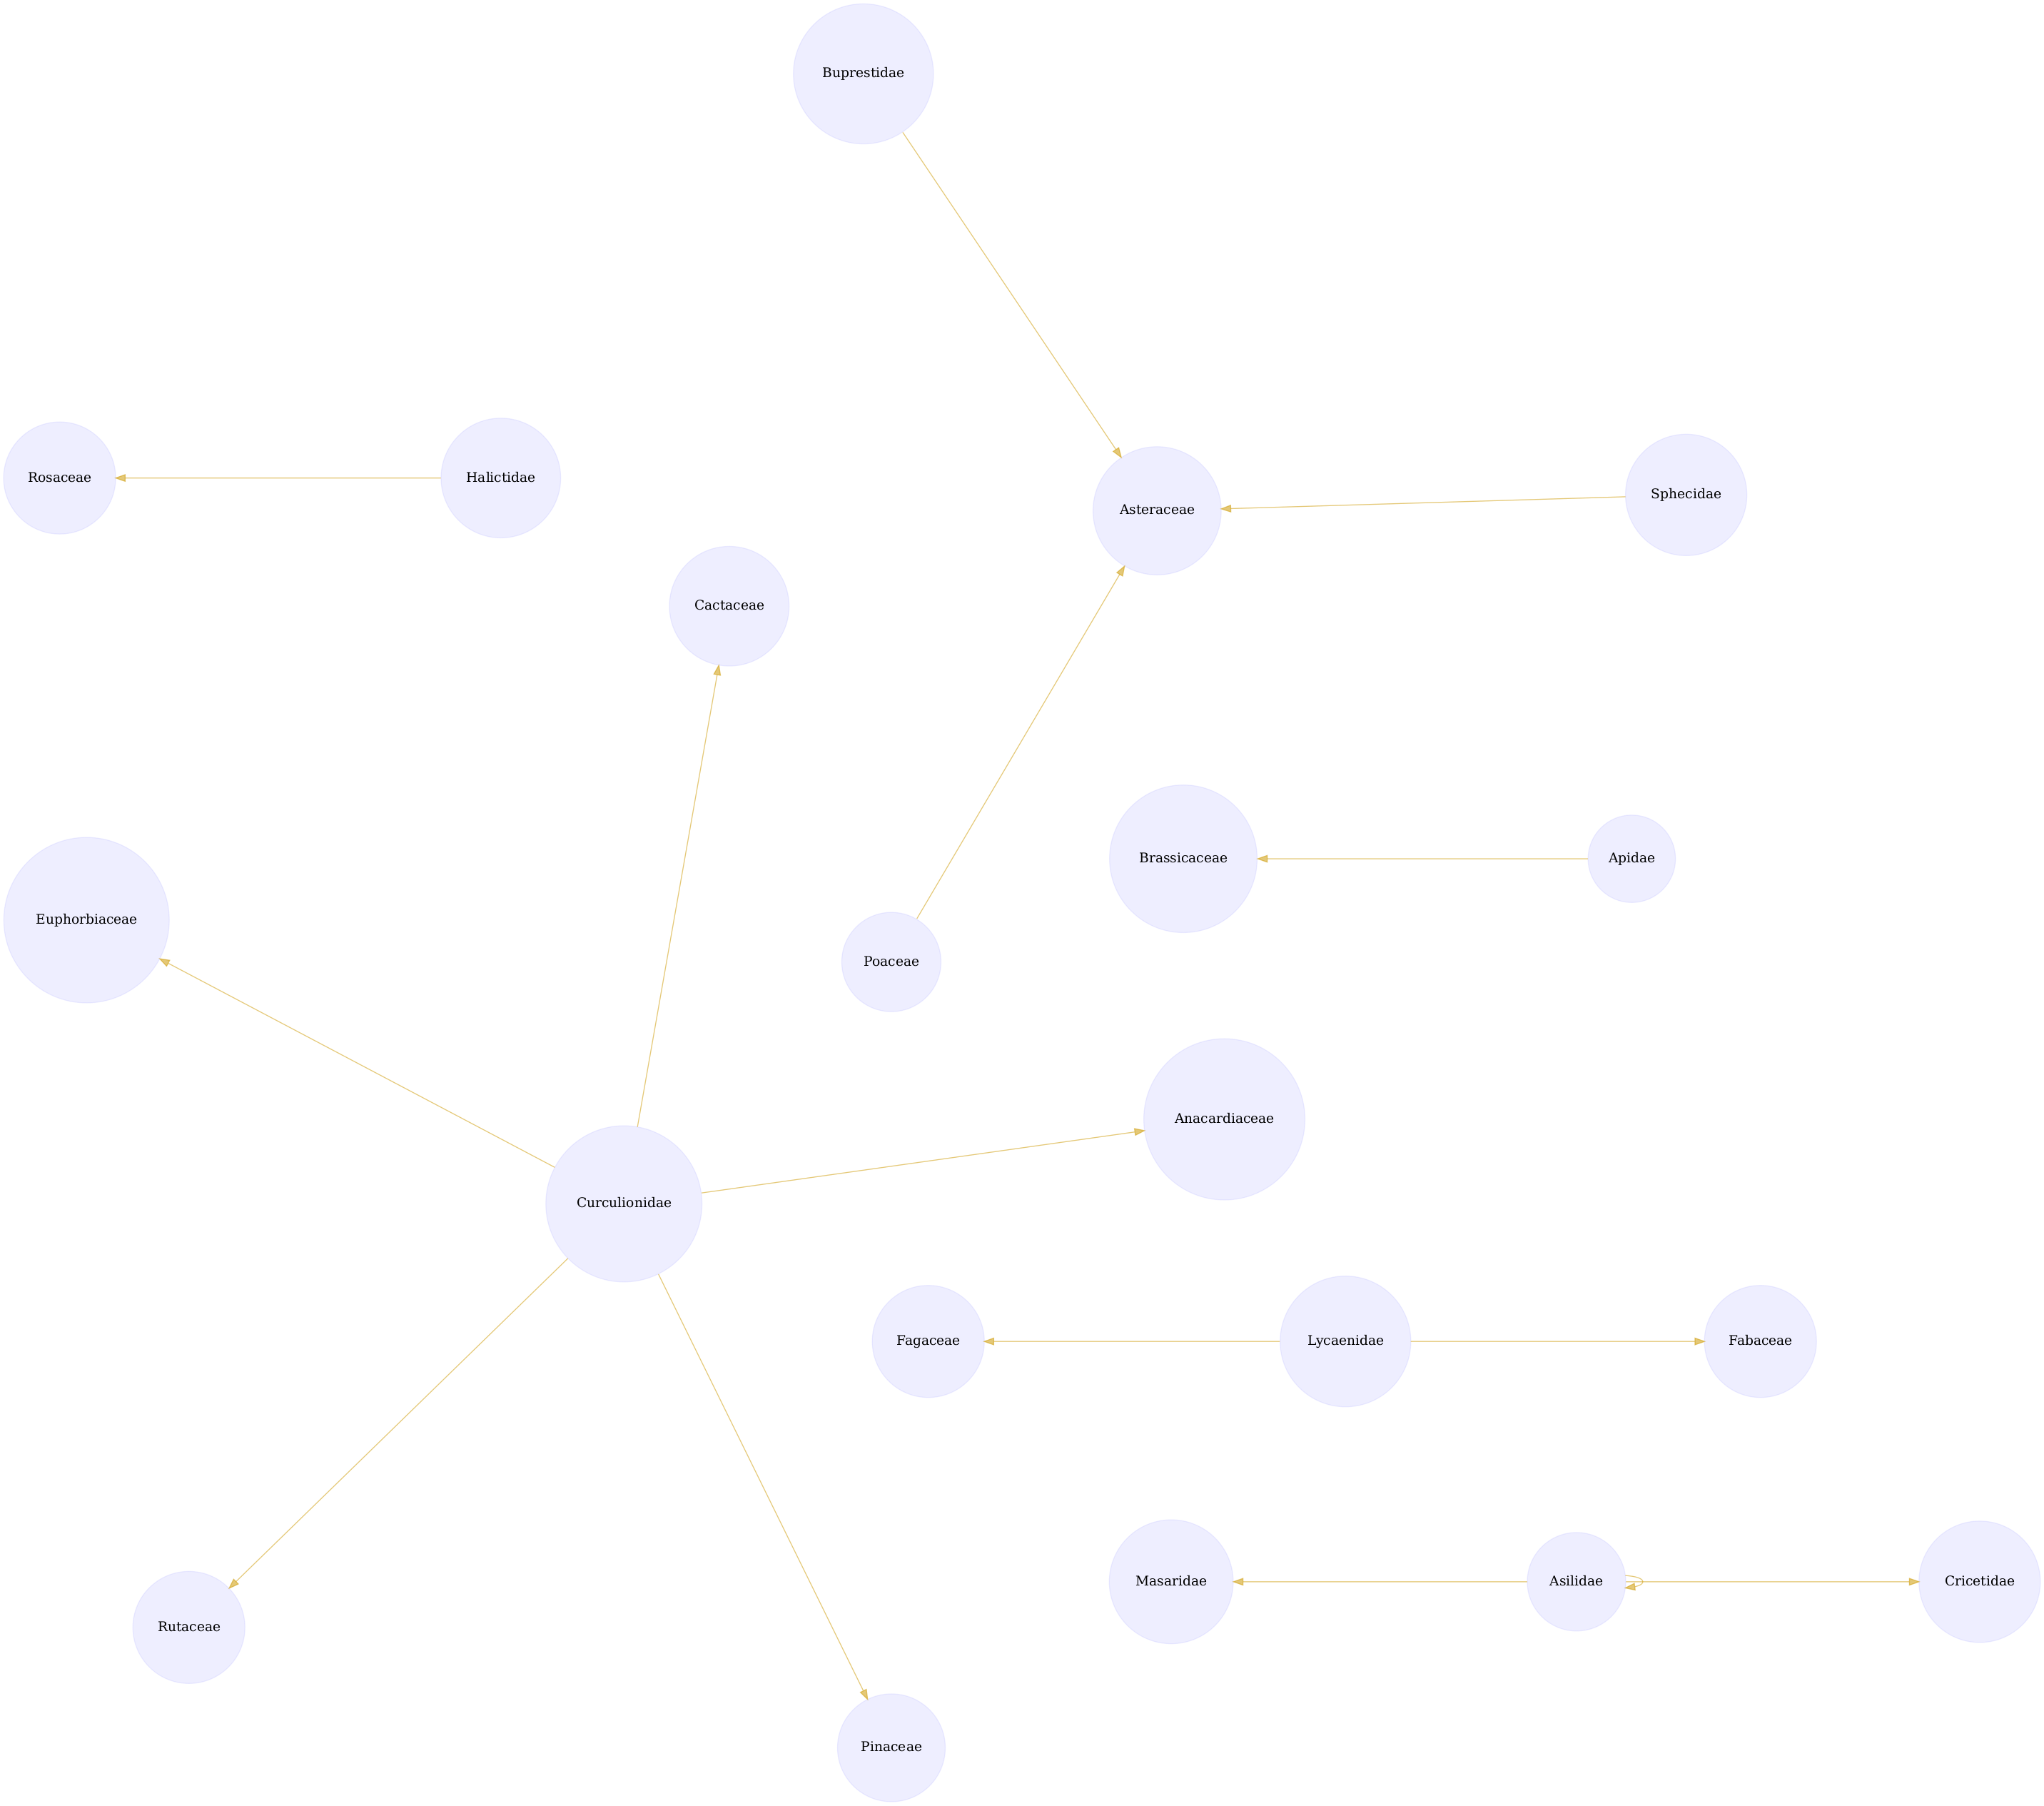 Buprestidae
Rosaceae
Halictidae
Sphecidae
Asteraceae
Cactaceae
Brassicaceae
Apidae
Euphorbiaceae
Poaceae
Anacardiaceae
Curculionidae
Fagaceae
Lycaenidae
Fabaceae
Masaridae
Asilidae
Cricetidae
Rutaceae
Pinaceae